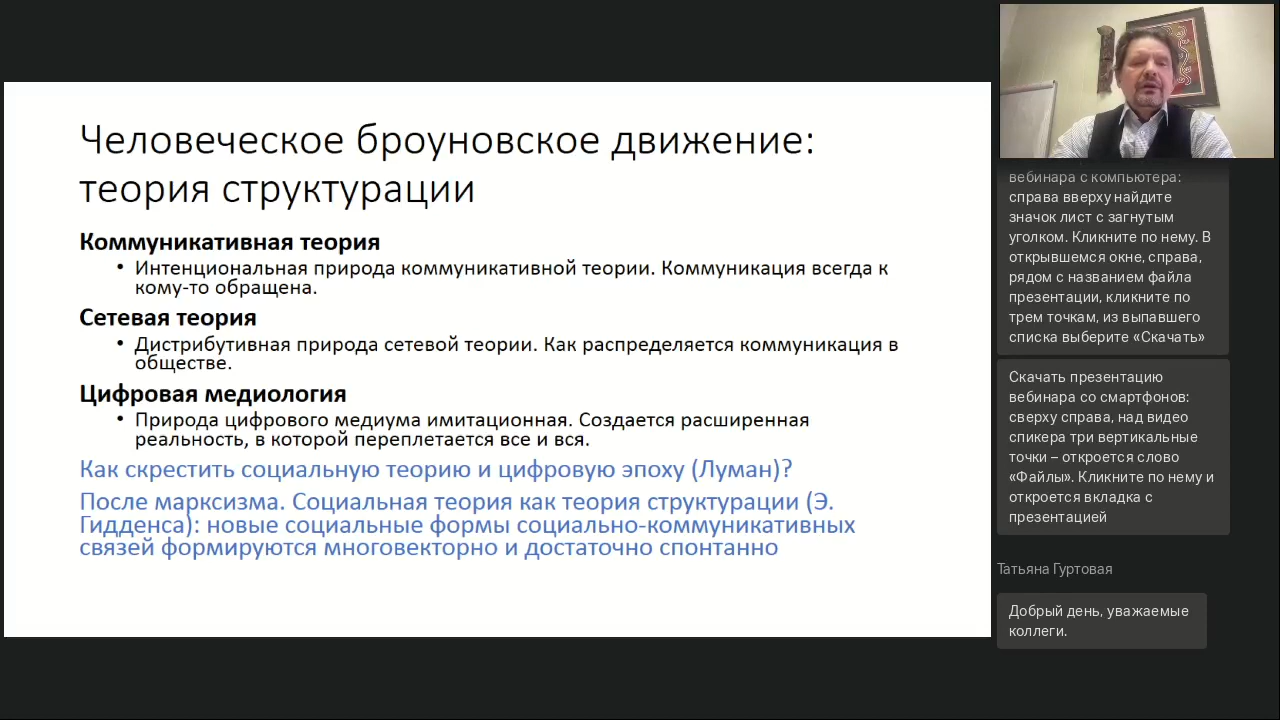 Человеческое броуновское движение:
теория структурации
Коммуникативная теория
• Интенциональная природа коммуникативной теории. Коммуникация всегда к
кому-то обращена.
Сетевая теория
• Дистрибутивная природа сетевой теории. Как распределяется коммуникация в
обществе.
Цифровая медиология
• Природа цифрового медиума имитационная. Создается расширенная
реальность, в которой переплетается все и вся.
Как скрестить социальную теорию и цифровую эпоху (Луман)?
После марксизма. Социальная теория как теория структурации (Э.
Гидденса): новые социальные формы социально-коммуникативных
связей формируются многовекторно и достаточно спонтанно
вебинара с компьютера:
справа вверху найдите
значок лист с загнутым
уголком. Кликните по нему. В
открывшемся окне, справа,
рядом с названием файла
презентации, кликните по
трем точкам, из выпавшего
списка выберите «Скачать»
Скачать презентацию
вебинара со смартфонов:
сверху справа, над видео
спикера три вертикальные
точки – откроется слово
«Файлы». Кликните по нему и
откроется вкладка с
презентацией
Татьяна Гуртовая
Добрый день, уважаемые
коллеги.